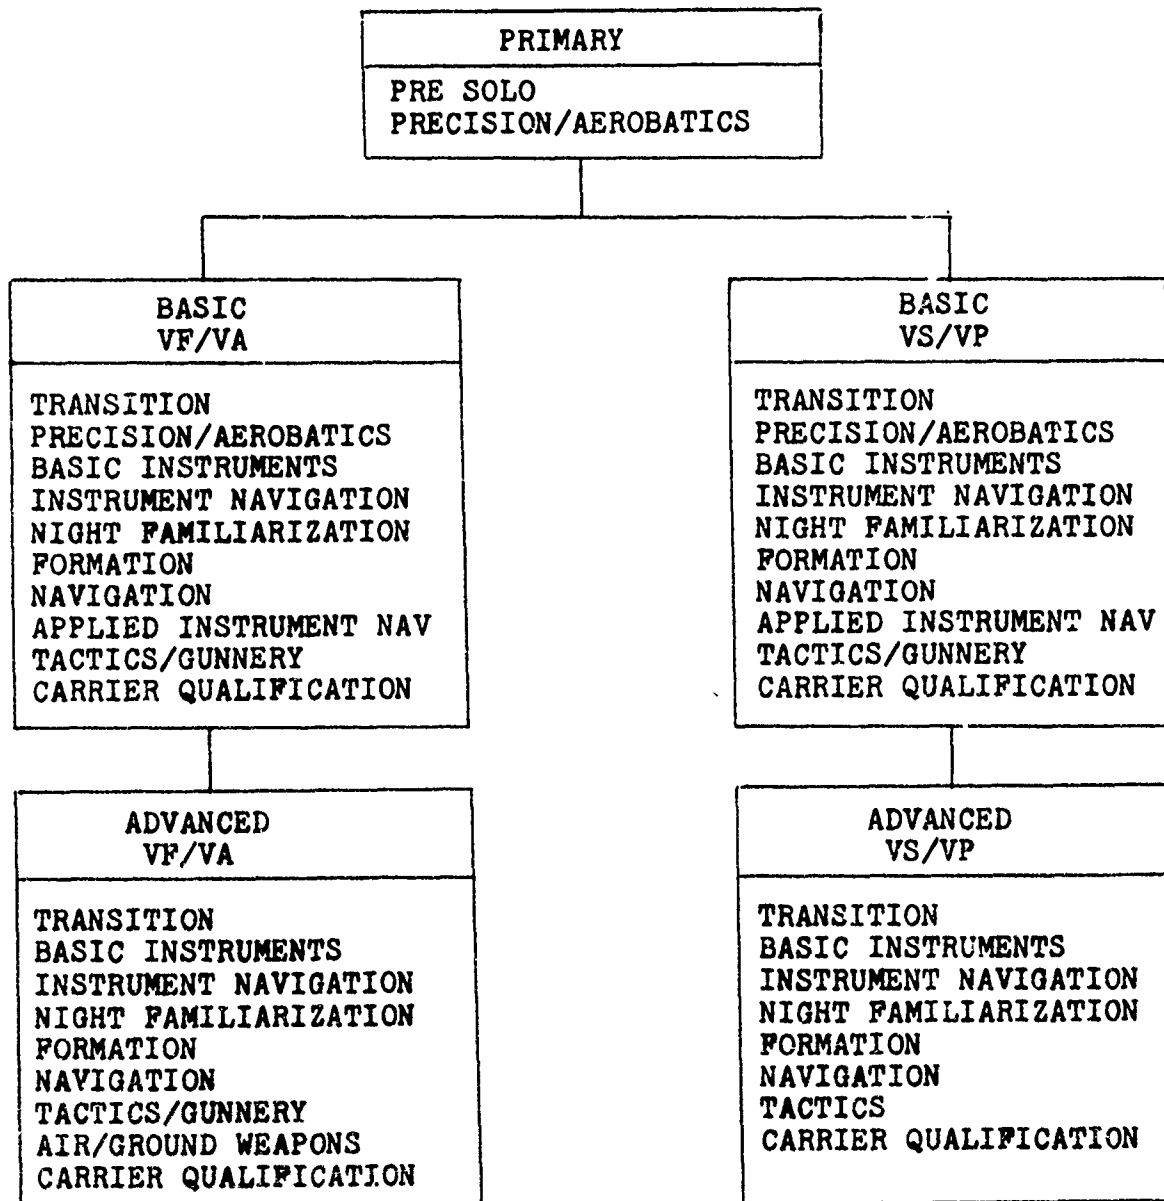 PRIMARY
PRE SOLO
PRECISION/AEROBATICS
BASIC
VF/VA
TRANSITION
PRECISION/AEROBATICS
BASIC INSTRUMENTS
INSTRUMENT NAVIGATION
NIGHT FAMILIARIZATION
FORMATION
NAVIGATION
APPLIED INSTRUMENT NAV
TACTICS/GUNNERY
CARRIER QUALIFICATION
BASIC
VS/VP
TRANSITION
PRECISION/AEROBATICS
BASIC INSTRUMENTS
INSTRUMENT NAVIGATION
NIGHT FAMILIARIZATION
FORMATION
NAVIGATION
APPLIED INSTRUMENT NAV
TACTICS/GUNNERY
CARRIER QUALIFICATION
ADVANCED
VF/VA
TRANSITION
BASIC INSTRUMENTS
INSTRUMENT NAVIGATION
NIGHT FAMILIARIZATION
FORMATION
NAVIGATION
TACTICS/GUNNERY
AIR/GROUND WEAPONS
CARRIER QUALIFICATION
ADVANCED
VS/VP
TRANSITION
BASIC INSTRUMENTS
INSTRUMENT NAVIGATION
NIGHT FAMILIARIZATION
FORMATION
NAVIGATION
TACTICS
CARRIER QUALIFICATION